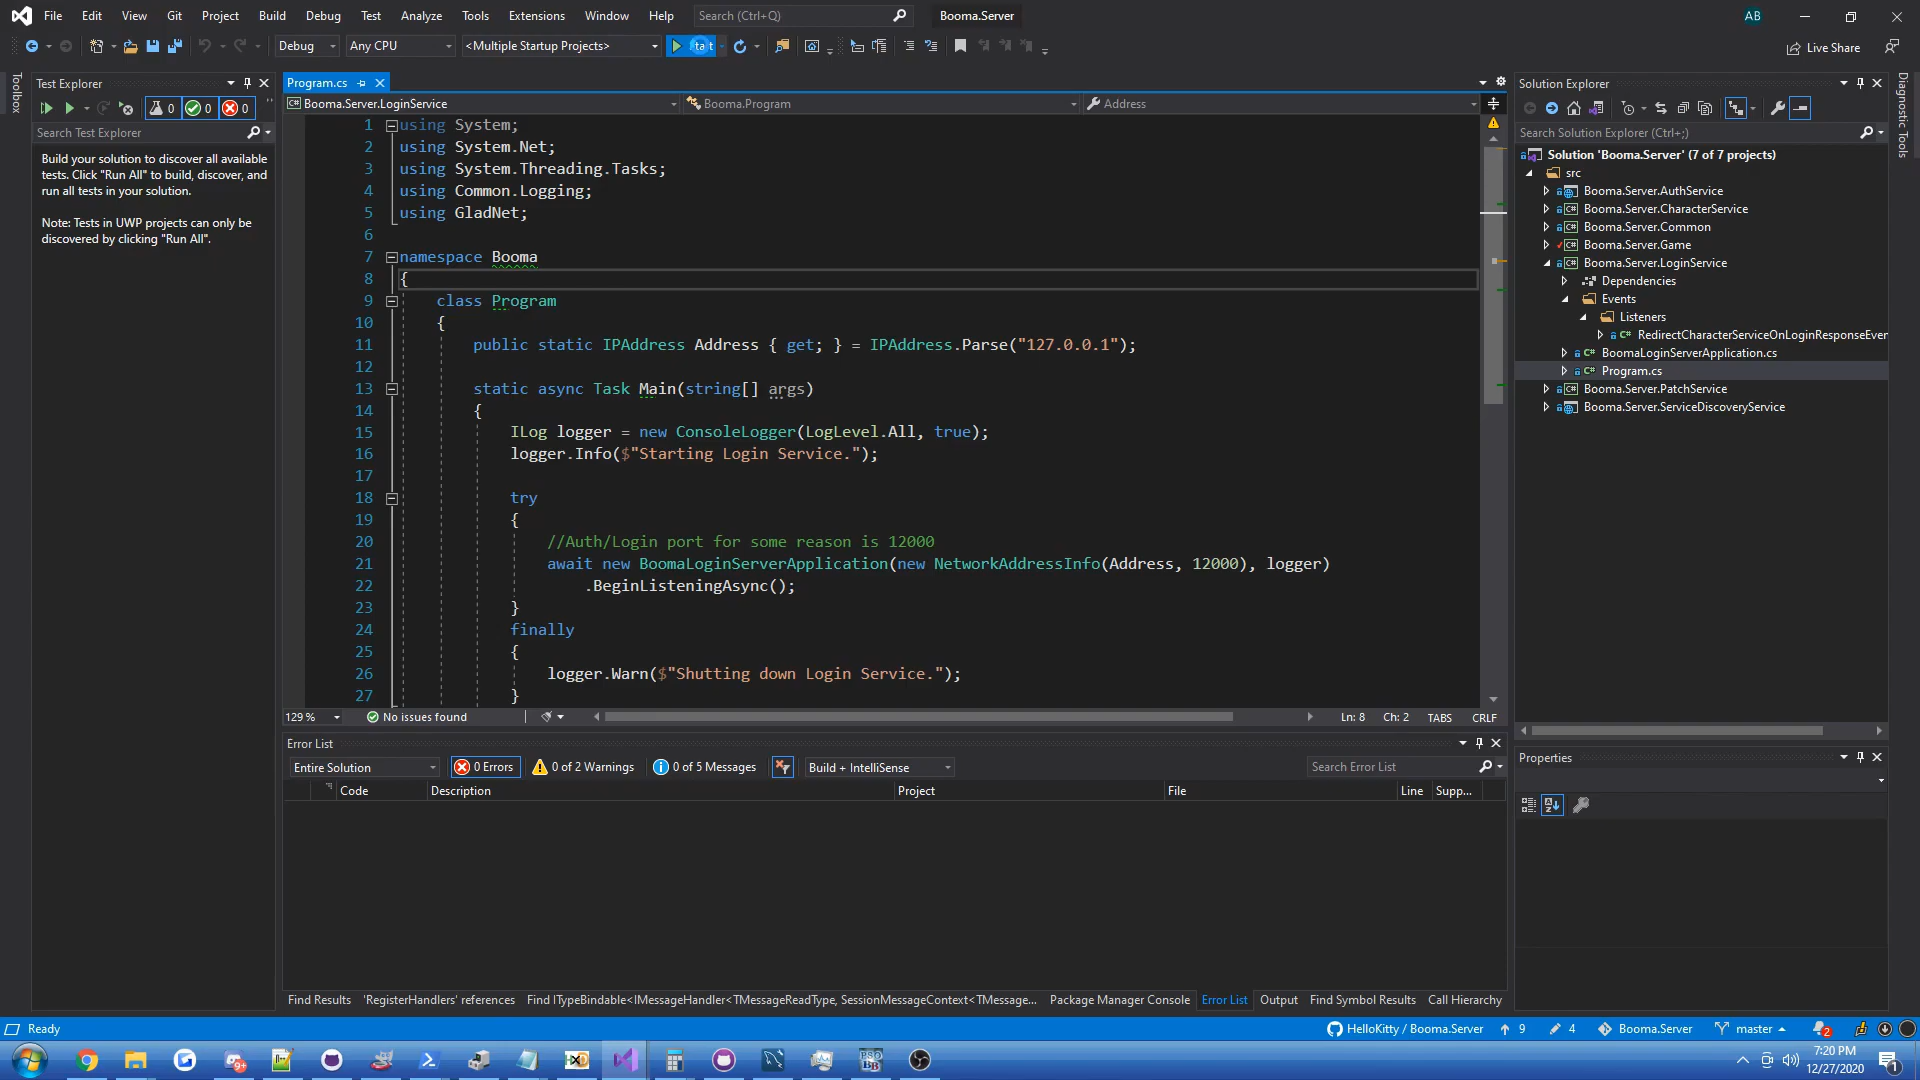 File Edit View Git Project Build Debug Test Analyze Tools Extensions Window Help Search (Ctrl+Q) Booma.Server AB
Debug Any CPU <Multiple Startup Projects> Live Share
Toolbox
Test Explorer
0 0 0
Search Test Explorer
Build your solution to discover all available
tests. Click "Run All" to build, discover, and
run all tests in your solution.
Note: Tests in UWP projects can only be
discovered by clicking "Run All".
Program.cs
Booma.Server.LoginService Booma.Program Address
1 using System;
2 using System.Net;
3 using System.Threading.Tasks;
4 using Common.Logging;
5 using GladNet;
6
7 namespace Booma
8 {
9 class Program
10 {
11 public static IPAddress Address { get; } = IPAddress.Parse("127.0.0.1");
12
13 static async Task Main(string[] args)
14 {
15 ILog logger = new ConsoleLogger(LogLevel.All, true);
16 logger.Info($"Starting Login Service.");
17
18 try
19 {
20 //Auth/Login port for some reason is 12000
21 await new BoomaLoginServerApplication(new NetworkAddressInfo(Address, 12000), logger)
22 .BeginListeningAsync();
23 }
24 finally
25 {
26 logger.Warn($"Shutting down Login Service.");
27 }
129 % No issues found Ln: 8 Ch: 2 TABS CRLF
Error List
Entire Solution 0 Errors 0 of 2 Warnings 0 of 5 Messages Build + IntelliSense Search Error List
Code Description Project File Line Supp...
Find Results 'RegisterHandlers' references Find ITypeBindable<IMessageHandler<TMessageReadType, SessionMessageContext<TMessage... Package Manager Console Error List Output Find Symbol Results Call Hierarchy
Solution Explorer
Search Solution Explorer (Ctrl+;)
Solution 'Booma.Server' (7 of 7 projects)
src
Booma.Server.AuthService
Booma.Server.CharacterService
Booma.Server.Common
Booma.Server.Game
Booma.Server.LoginService
Dependencies
Events
Listeners
RedirectCharacterServiceOnLoginResponseEver
BoomaLoginServerApplication.cs
Program.cs
Booma.Server.PatchService
Booma.Server.ServiceDiscoveryService
Properties
Diagnostic Tools
Ready HelloKitty / Booma.Server 9 4 Booma.Server master 2
9+ PSO BB 7:20 PM
12/27/2020 1